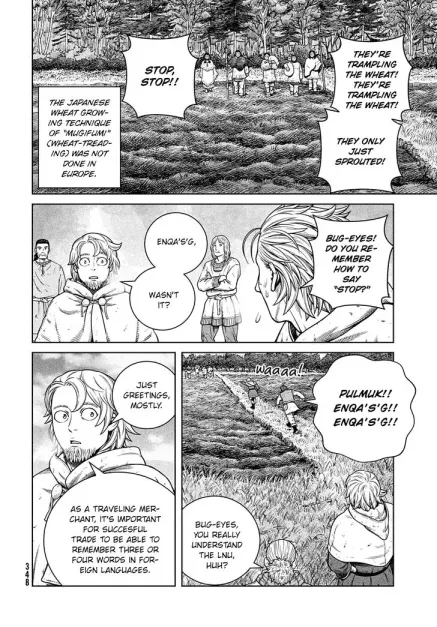 STOP,
STOP!!
THEY'RE
TRAMPLING
THE WHEAT!
THEY'RE
TRAMPLING
THE WHEAT!
THEY ONLY
JUST
SPROUTED!
THE JAPANESE
WHEAT GROW-
ING TECHNIQUE
OF "MUGIFUMI"
(WHEAT-TREAD-
ING) WAS NOT
DONE IN
EUROPE.
ENQA'S'G,
WASN'T
IT?
BUG-EYES!
DO YOU RE-
MEMBER
HOW TO
SAY
"STOP?"
JUST
GREETINGS,
MOSTLY.
AS A TRAVELING MER-
CHANT, IT'S IMPORTANT
FOR SUCCESFUL
TRADE TO BE ABLE TO
REMEMBER THREE OR
FOUR WORDS IN FOR-
EIGN LANGUAGES.
Waaaa!
PULMUK!!
ENQA'S'G!!
ENQA'S'G!!
BUG-EYES,
YOU REALLY
UNDERSTAND
THE LNU,
HUH?
348